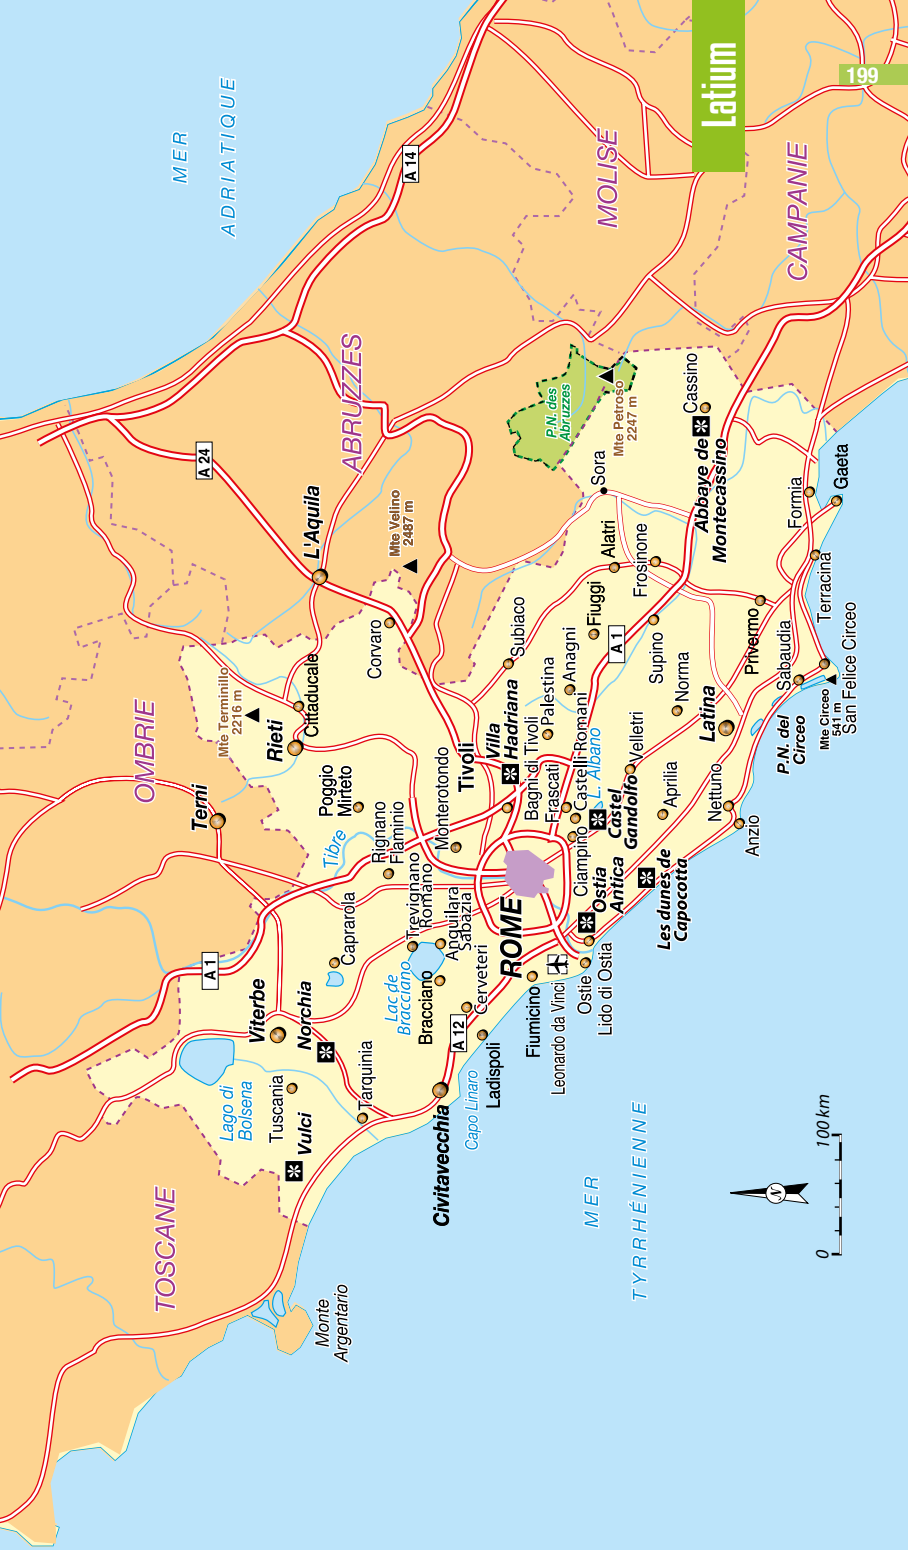 Latium
199
MER
ADRIATIQUE
MOLISE
CAMPANIE
ABRUZZES
OMBRIE
TOSCANE
A 14
A 24
A 1
A 1
A 12
P.N. des
Abruzzes
Mte Petroso
2247 m
Mte Velino
2487 m
Mte Terminillo
2216 m
L'Aquila
Corvaro
Cittaducale
Rieti
Terni
Poggio
Mirteto
Tibre
Rignano
Flaminio
Monterotondo
Tivoli
Villa
Hadriana
Bagni di Tivoli
Subiaco
Palestina
Anagni
Fiuggi
Alatri
Sora
Frosinone
Cassino
Abbaye de
Montecassino
Formia
Gaeta
Terracina
San Felice Circeo
Mte Circeo
541 m
Sabaudia
P.N. del
Circeo
Privermo
Supino
Norma
Latina
Velletri
Castelli Romani
L. Albano
Frascati
Castel
Gandolfo
Ciampino
Aprilia
Nettuno
Anzio
Les dunes de
Capocotta
Ostia
Antica
ROME
Lido di Ostia
Ostie
Leonardo da Vinci
Fiumicino
Caprarola
Trevignano
Romano
Anguilara
Sabazia
Lac de
Bracciano
Bracciano
Cerveteri
Ladispoli
Capo Linaro
Civitavecchia
Tarquinia
Norchia
Viterbe
Lago di
Bolsena
Tuscania
Vulci
Monte
Argentario
MER
TYRRHÉNIENNE
N
0
100 km